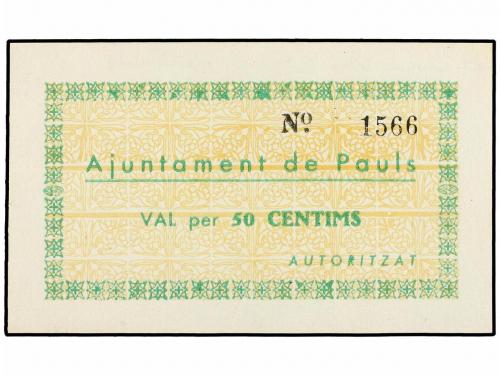 Nº 1566
Ajuntament de Pauls
VAL per 50 CENTIMS
AUTORITZAT